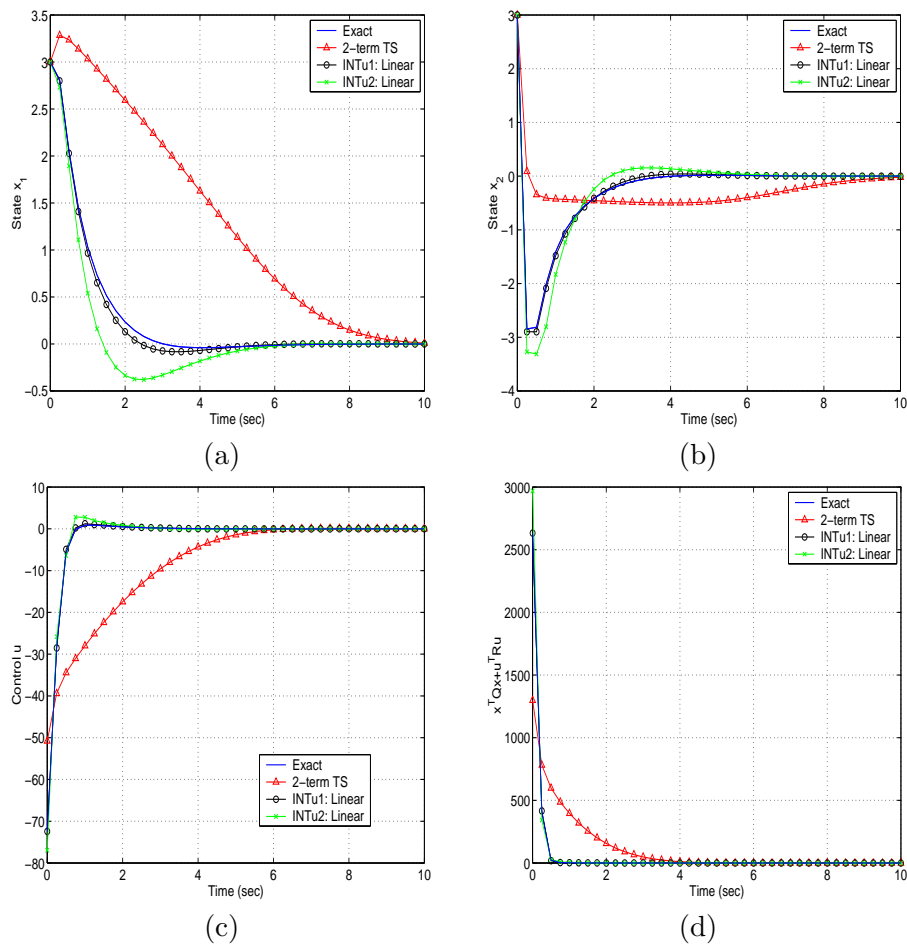 3.5
3
2.5
2
1.5
1
0.5
0
−0.5
0
2
4
6
8
10
State x1
Time (sec)
Exact
2−term TS
INTu1: Linear
INTu2: Linear
(a)
3
2
1
0
−1
−2
−3
−4
0
2
4
6
8
10
State x2
Time (sec)
Exact
2−term TS
INTu1: Linear
INTu2: Linear
(b)
10
0
−10
−20
−30
−40
−50
−60
−70
−80
0
2
4
6
8
10
Control u
Time (sec)
Exact
2−term TS
INTu1: Linear
INTu2: Linear
(c)
3000
2500
2000
1500
1000
500
0
0
2
4
6
8
10
x^TQx+u^TRu
Time (sec)
Exact
2−term TS
INTu1: Linear
INTu2: Linear
(d)